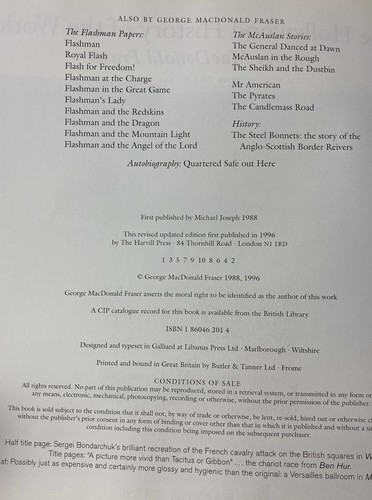 ALSO BY GEORGE MACDONALD FRASER
The Flashman Papers:
Flashman
Royal Flash
Flash for Freedom!
Flashman at the Charge
Flashman in the Great Game
Flashman's Lady
Flashman and the Redskins
Flashman and the Dragon
Flashman and the Mountain Light
Flashman and the Angel of the Lord
The McAuslan Stories:
The General Danced at Dawn
McAuslan in the Rough
The Sheikh and the Dustbin
Mr American
The Pyrates
The Candlemass Road
History:
The Steel Bonnets: the story of the
Anglo-Scottish Border Reivers
Autobiography: Quartered Safe out Here
First published by Michael Joseph 1988
This revised updated edition first published in 1996
by The Harvill Press · 84 Thornhill Road · London N1 1RD
1 3 5 7 9 10 8 6 4 2
© George MacDonald Fraser 1988, 1996
George MacDonald Fraser asserts the moral right to be identified as the author of this work
A CIP catalogue record for this book is available from the British Library
ISBN 1 86046 201 4
Designed and typeset in Galliard at Libanus Press Ltd · Marlborough · Wiltshire
Printed and bound in Great Britain by Butler & Tanner Ltd · Frome
CONDITIONS OF SALE
All rights reserved. No part of this publication may be reproduced, stored in a retrieval system, or transmitted in any form or
any means, electronic, mechanical, photocopying, recording or otherwise, without the prior permission of the publisher.
This book is sold subject to the condition that it shall not, by way of trade or otherwise, be lent, re-sold, hired out or otherwise
without the publisher's prior consent in any form of binding or cover other than that in which it is published and without a
condition including this condition being imposed on the subsequent purchaser.
Half title page: Sergei Bondarchuk's brilliant recreation of the French cavalry attack on the British squares in
Title pages: "A picture more vivid than Tacitus or Gibbon" . . . the chariot race from Ben Hur.
Possibly just as expensive and certainly more glossy and hygienic than the original: a Versailles ballroom in